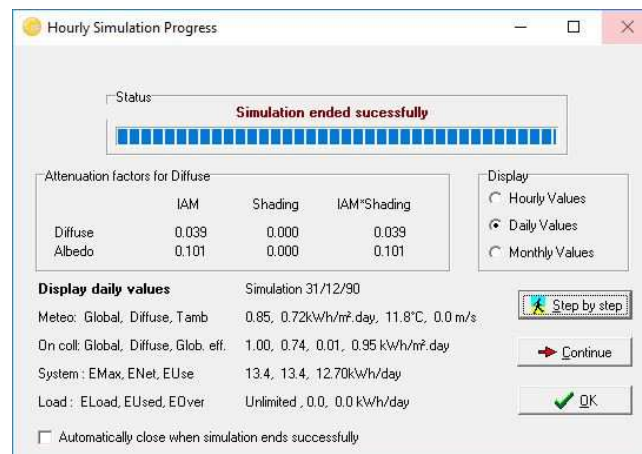 Hourly Simulation Progress
Status
Simulation ended sucessfully
Attenuation factors for Diffuse
IAM Shading IAM*Shading
Diffuse 0.039 0.000 0.039
Albedo 0.101 0.000 0.101
Display
Hourly Values
Daily Values
Monthly Values
Display daily values Simulation 31/12/90
Meteo: Global, Diffuse, Tamb 0.85, 0.72kWh/m².day, 11.8°C, 0.0 m/s
On coll: Global, Diffuse, Glob. eff. 1.00, 0.74, 0.01, 0.95 kWh/m².day
System : EMax, ENet, EUse 13.4, 13.4, 12.70kWh/day
Load : ELoad, EUsed, EOver Unlimited , 0.0, 0.0 kWh/day
Step by step
Continue
OK
Automatically close when simulation ends successfully